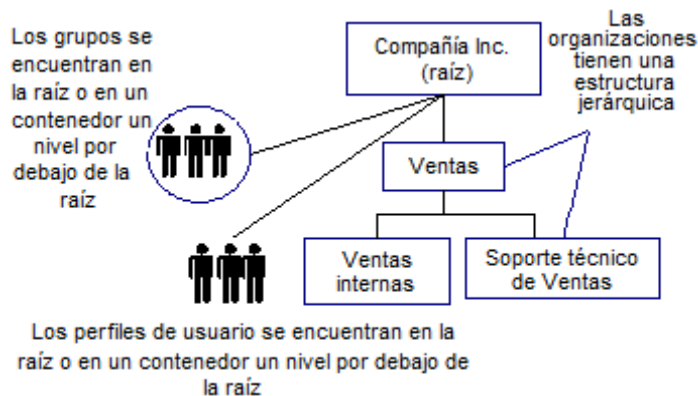 Los grupos se
encuentran en
la raíz o en un
contenedor un
nivel por
debajo de la
raíz
Compañía Inc.
(raíz)
Las
organizaciones
tienen una
estructura
jerárquica
Ventas
Ventas
internas
Soporte técnico
de Ventas
Los perfiles de usuario se encuentran en la
raíz o en un contenedor un nivel por debajo de
la raíz